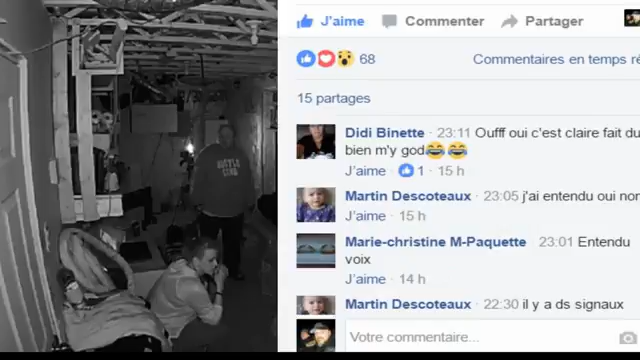 J'aime Commenter Partager
68 Commentaires en temps ré
15 partages
Didi Binette · 23:11 Oufff oui c'est claire fait du
bien m'y god😂😂
J'aime · 1 · 15 h
Martin Descoteaux · 23:05 j'ai entendu oui non
J'aime · 15 h
Marie-christine M-Paquette · 23:01 Entendu
voix
J'aime · 14 h
Martin Descoteaux · 22:30 il y a ds signaux
Votre commentaire...